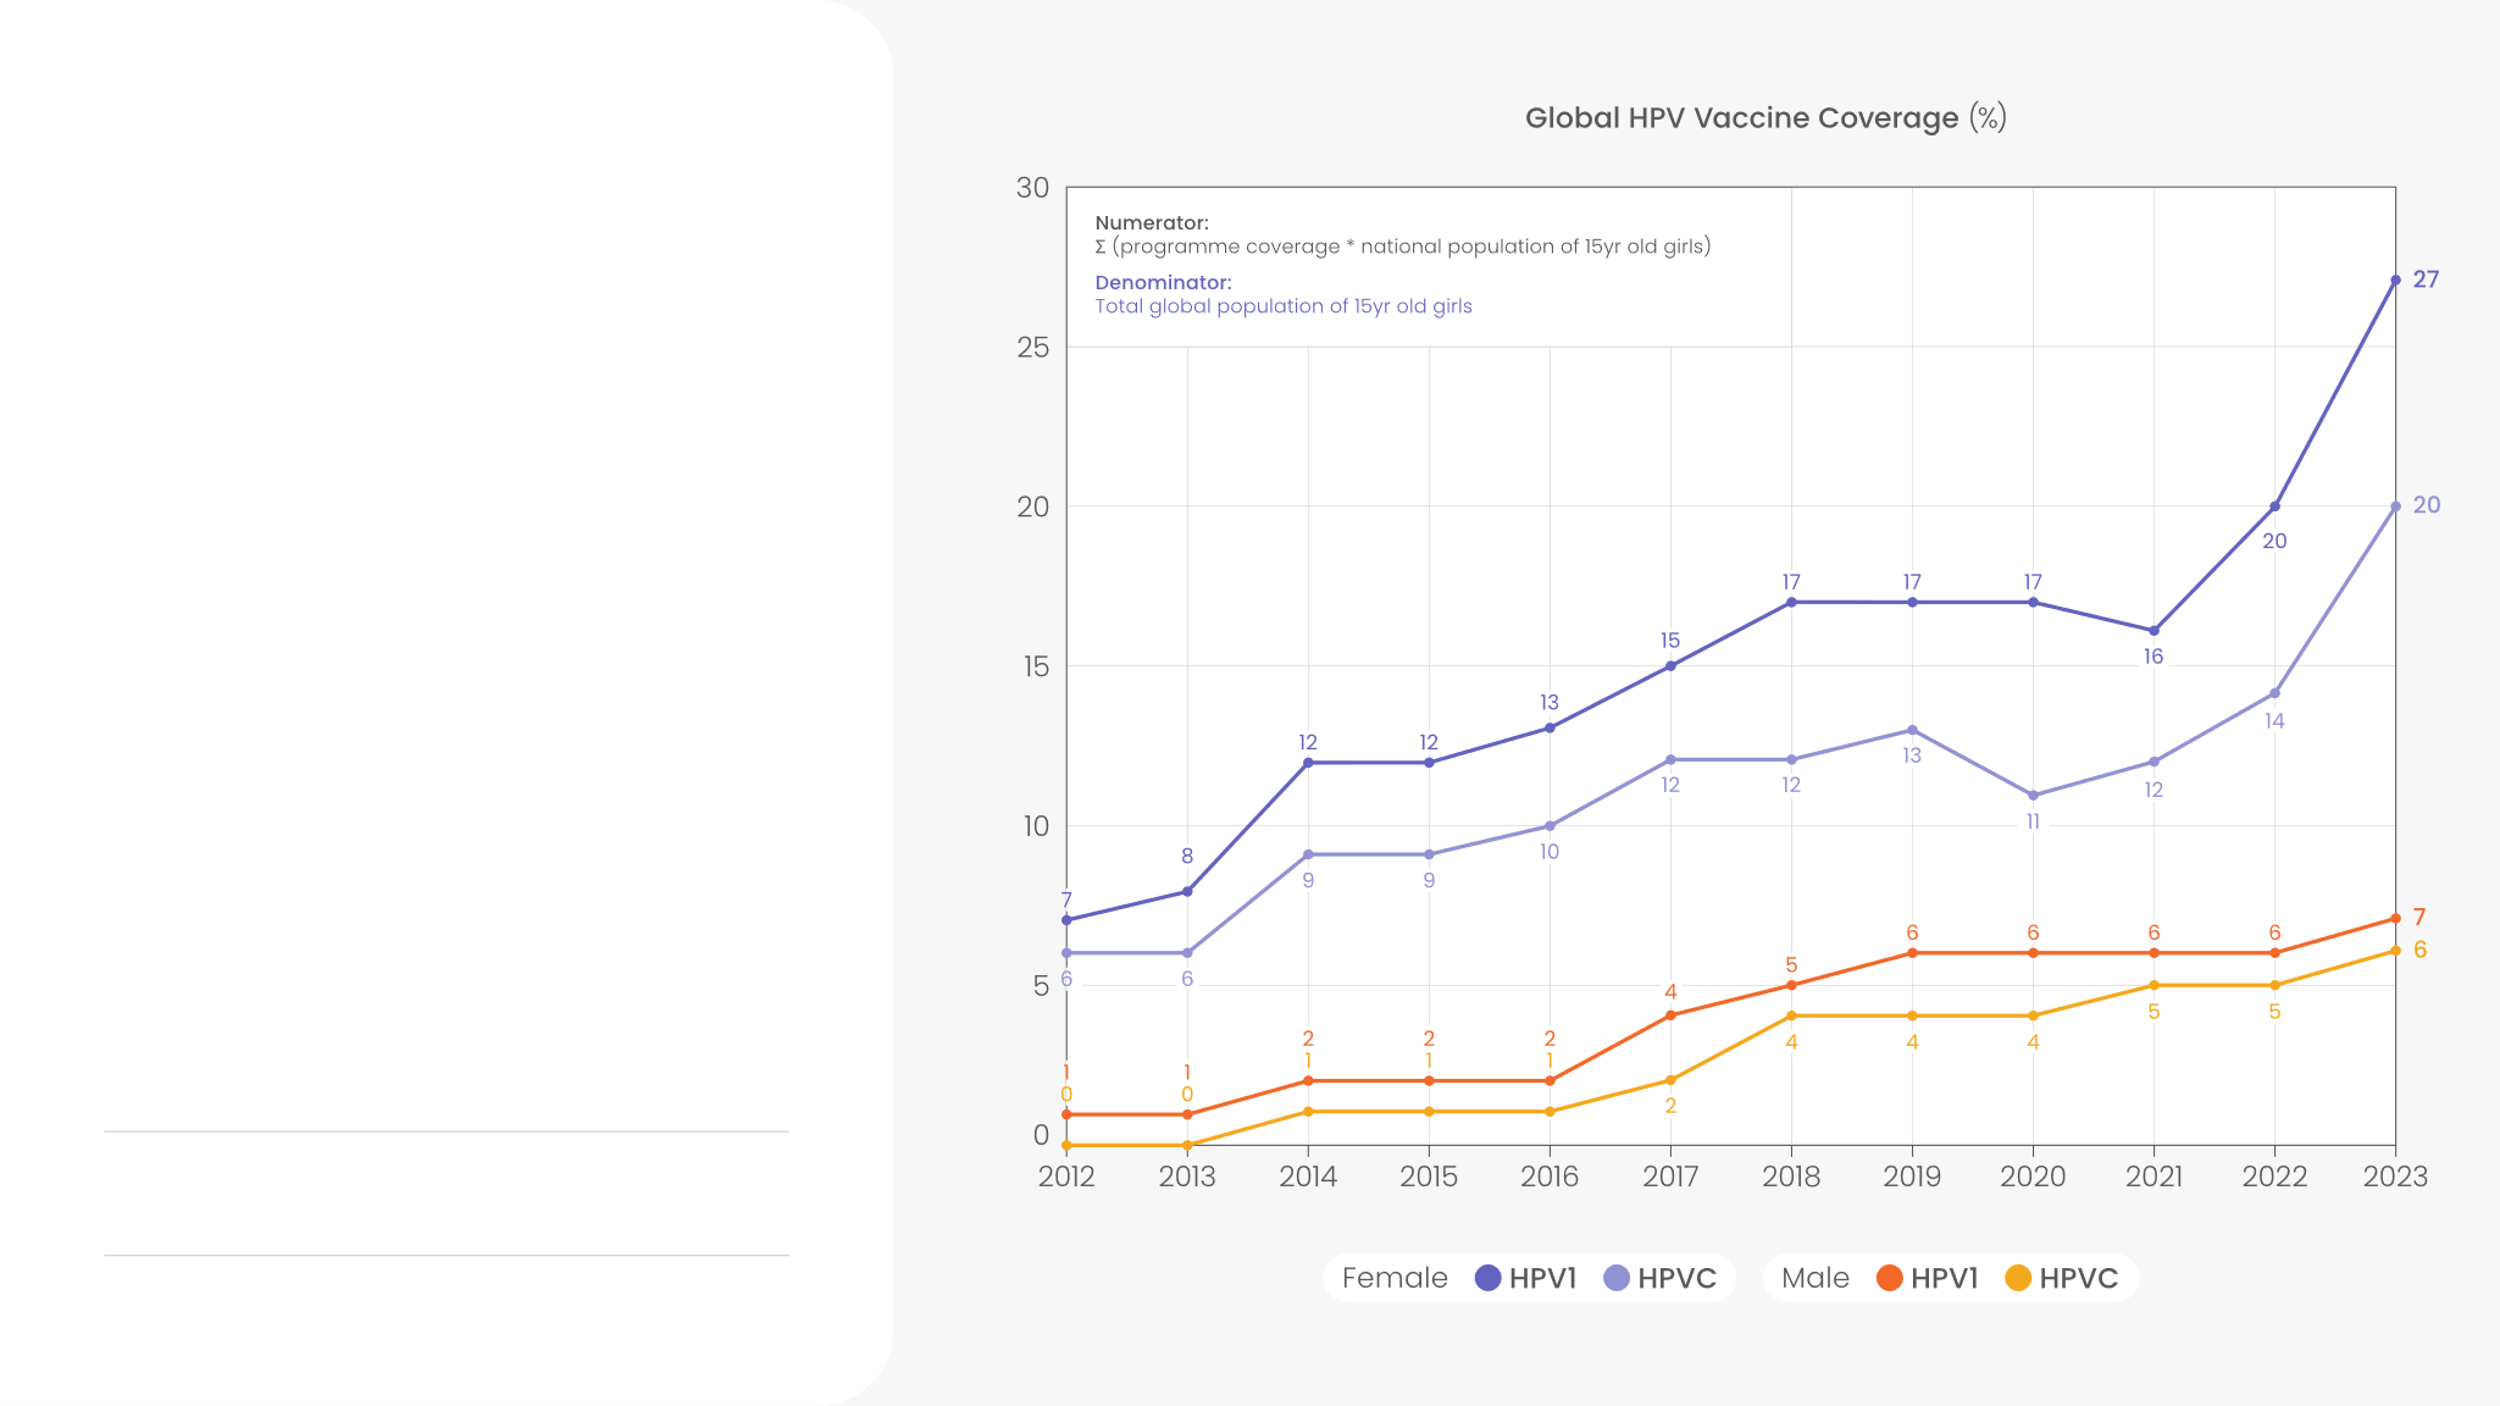 Global HPV Vaccine Coverage (%)
30
Numerator:
Σ (programme coverage * national population of 15yr old girls)
Denominator:
Total global population of 15yr old girls
27
25
20
20
20
17 17 17
15
16
15
13
14
12 12
12 12 13 12
11
10
10
8
9 9
7
7
6 6 6 6
6
5
6 6
5
4
5 5
2 2 2
4 4 4
1 1 1
1 1
0 0
2
0
2012 2013 2014 2015 2016 2017 2018 2019 2020 2021 2022 2023
Female HPV1 HPVC Male HPV1 HPVC